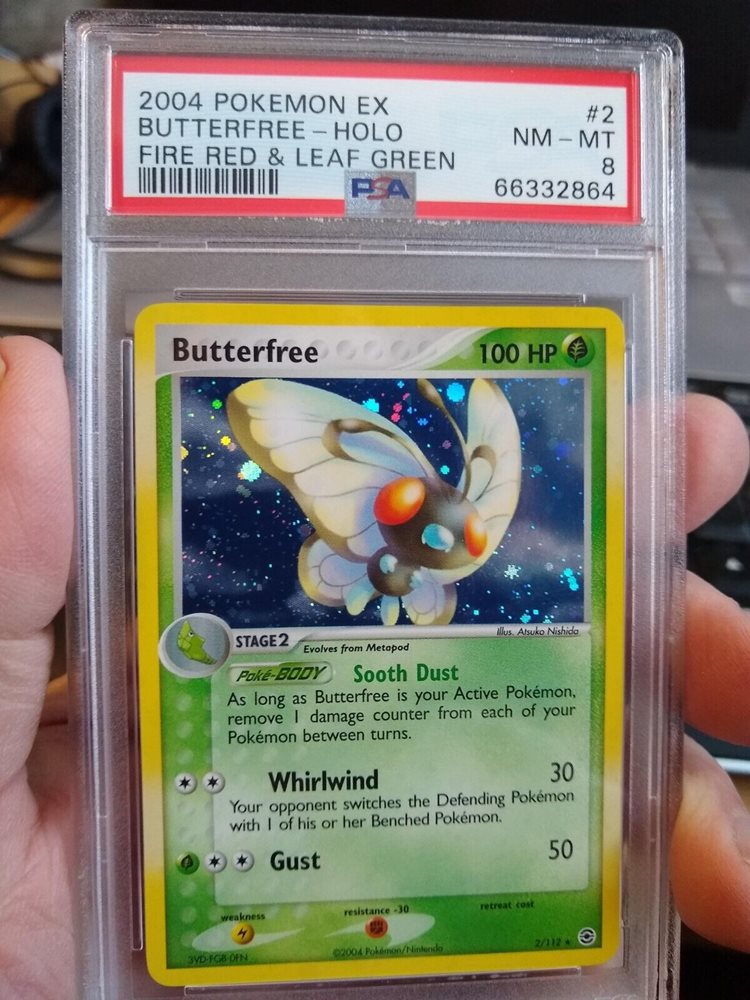 2004 POKEMON EX
BUTTERFREE - HOLO
FIRE RED & LEAF GREEN
#2
NM - MT
8
66332864
PSA
Butterfree
100 HP
Illus. Atsuko Nishida
STAGE2
Evolves from Metapod
Poké-BODY Sooth Dust
As long as Butterfree is your Active Pokémon,
remove 1 damage counter from each of your
Pokémon between turns.
Whirlwind 30
Your opponent switches the Defending Pokémon
with 1 of his or her Benched Pokémon.
Gust 50
weakness
resistance -30
retreat cost
3VD-FGB-0FN
©2004 Pokémon/Nintendo
2/112 ★